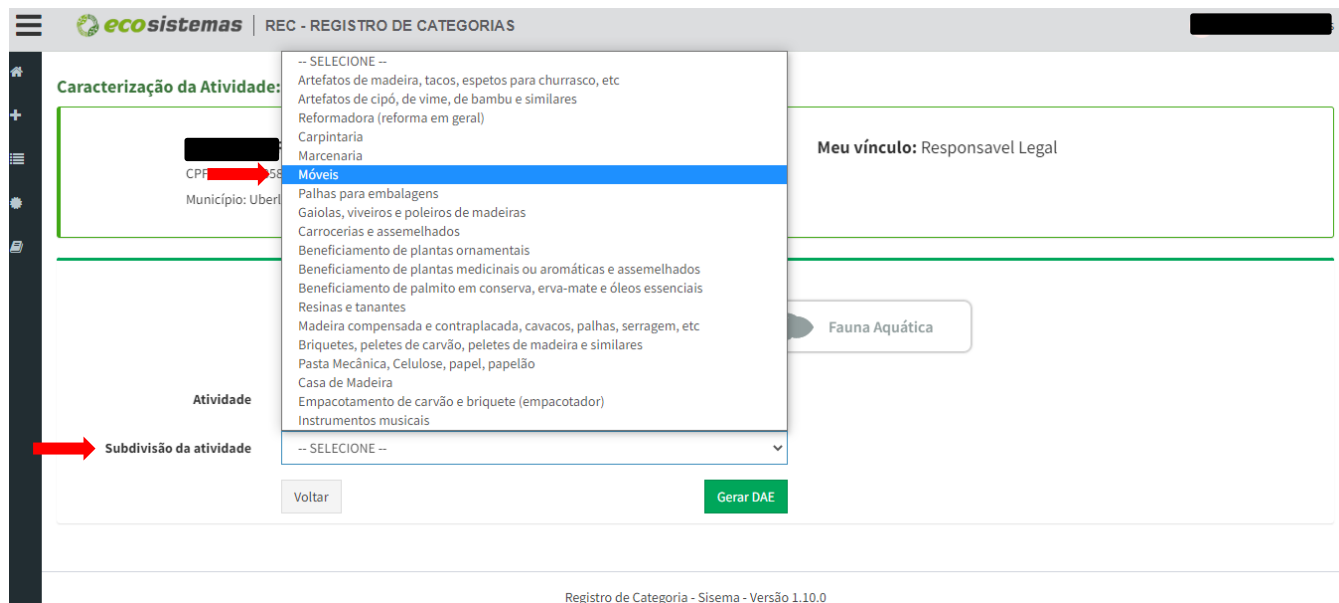 ecosistemas | REC - REGISTRO DE CATEGORIAS
Caracterização da Atividade:
CPF 58
Município: Uberl
Meu vínculo: Responsavel Legal
-- SELECIONE --
Artefatos de madeira, tacos, espetos para churrasco, etc
Artefatos de cipó, de vime, de bambu e similares
Reformadora (reforma em geral)
Carpintaria
Marcenaria
Móveis
Palhas para embalagens
Gaiolas, viveiros e poleiros de madeiras
Carrocerias e assemelhados
Beneficiamento de plantas ornamentais
Beneficiamento de plantas medicinais ou aromáticas e assemelhados
Beneficiamento de palmito em conserva, erva-mate e óleos essenciais
Resinas e tanantes
Madeira compensada e contraplacada, cavacos, palhas, serragem, etc
Briquetes, peletes de carvão, peletes de madeira e similares
Pasta Mecânica, Celulose, papel, papelão
Casa de Madeira
Empacotamento de carvão e briquete (empacotador)
Instrumentos musicais
Fauna Aquática
Atividade
Subdivisão da atividade
-- SELECIONE --
Voltar
Gerar DAE
Registro de Categoria - Sisema - Versão 1.10.0